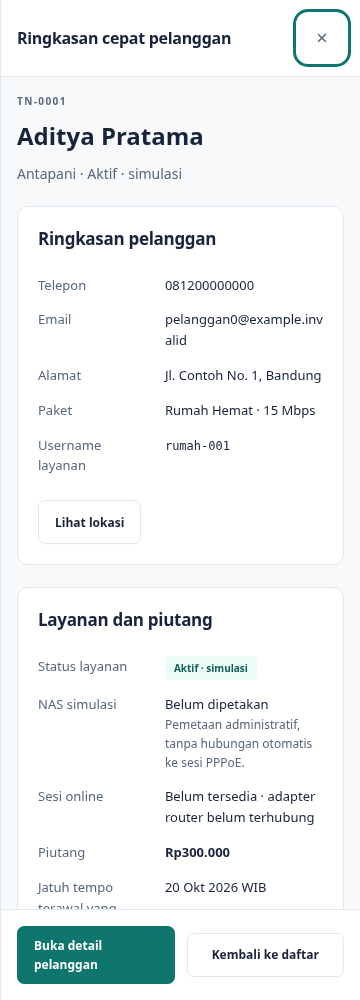 Ringkasan cepat pelanggan
×
TN-0001
Aditya Pratama
Antapani · Aktif · simulasi
Ringkasan pelanggan
Telepon 081200000000
Email pelanggan0@example.inv
alid
Alamat Jl. Contoh No. 1, Bandung
Paket Rumah Hemat · 15 Mbps
Username rumah-001
layanan
Lihat lokasi
Layanan dan piutang
Status layanan Aktif · simulasi
NAS simulasi Belum dipetakan
Pemetaan administratif,
tanpa hubungan otomatis
ke sesi PPPoE.
Sesi online Belum tersedia · adapter
router belum terhubung
Piutang Rp300.000
Jatuh tempo 20 Okt 2026 WIB
terawal yang
Buka detail
pelanggan
Kembali ke daftar